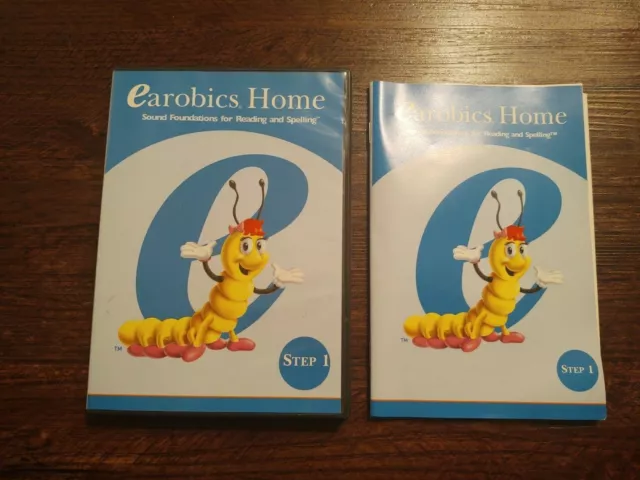 earobics® Home
Sound Foundations for Reading and Spelling™
e
STEP 1
TM
earobics Home
for Reading and Spelling™
e
STEP 1
TM